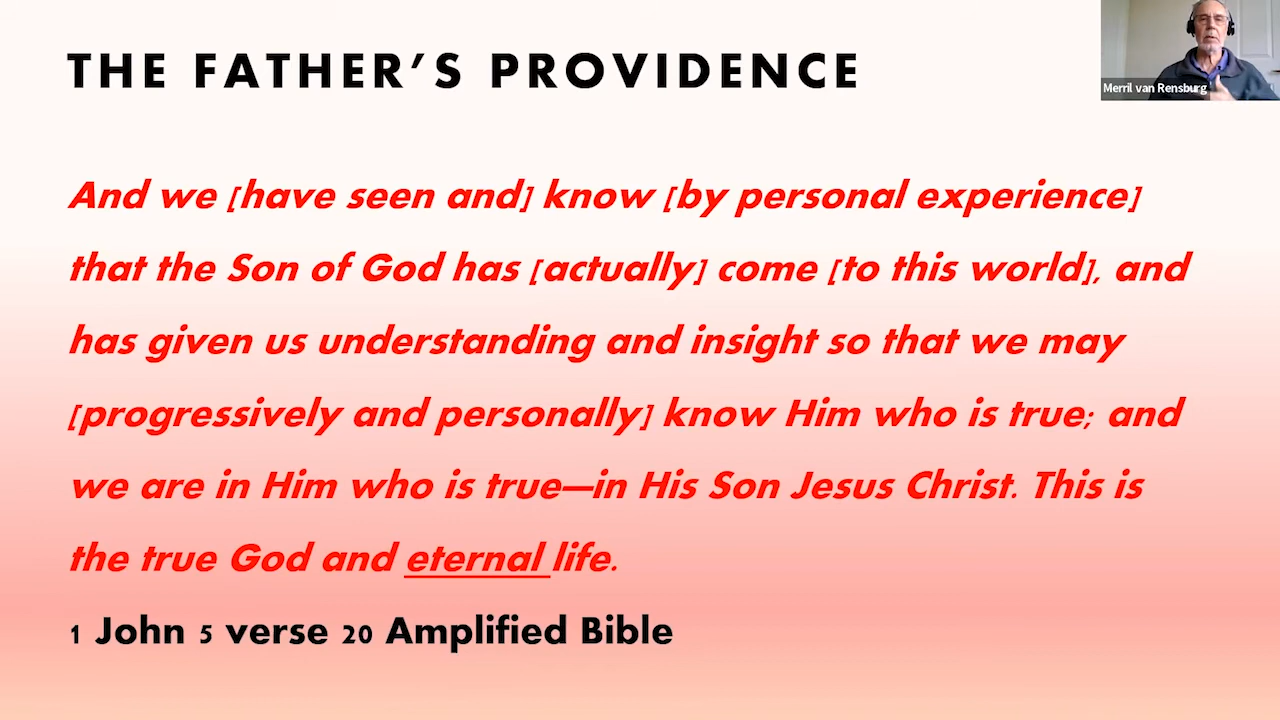 THE FATHER’S PROVIDENCE
Merril van Rensburg
And we [have seen and] know [by personal experience]
that the Son of God has [actually] come [to this world], and
has given us understanding and insight so that we may
[progressively and personally] know Him who is true; and
we are in Him who is true—in His Son Jesus Christ. This is
the true God and eternal life.
1 John 5 verse 20 Amplified Bible